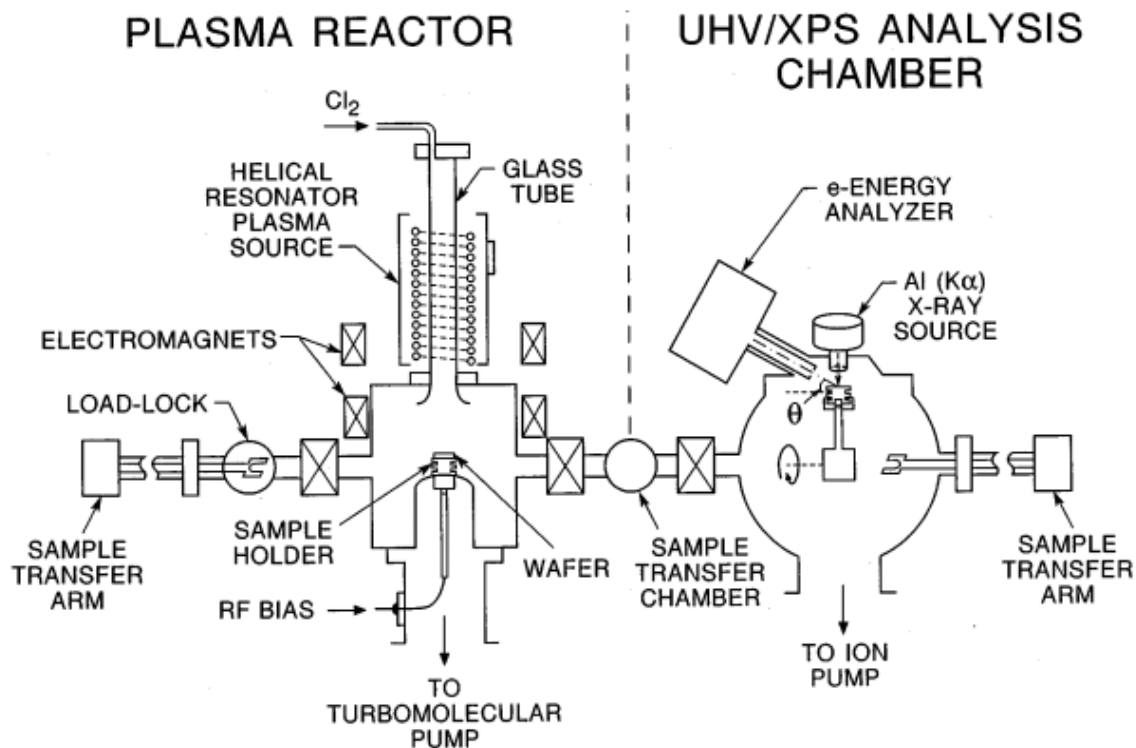 PLASMA REACTOR
UHV/XPS ANALYSIS
CHAMBER
Cl₂
HELICAL
RESONATOR
PLASMA
SOURCE
GLASS
TUBE
e-ENERGY
ANALYZER
Al (Kα)
X-RAY
SOURCE
ELECTROMAGNETS
LOAD-LOCK
θ
SAMPLE
TRANSFER
ARM
SAMPLE
HOLDER
WAFER
SAMPLE
TRANSFER
CHAMBER
SAMPLE
TRANSFER
ARM
RF BIAS
TO
TURBOMOLECULAR
PUMP
TO ION
PUMP